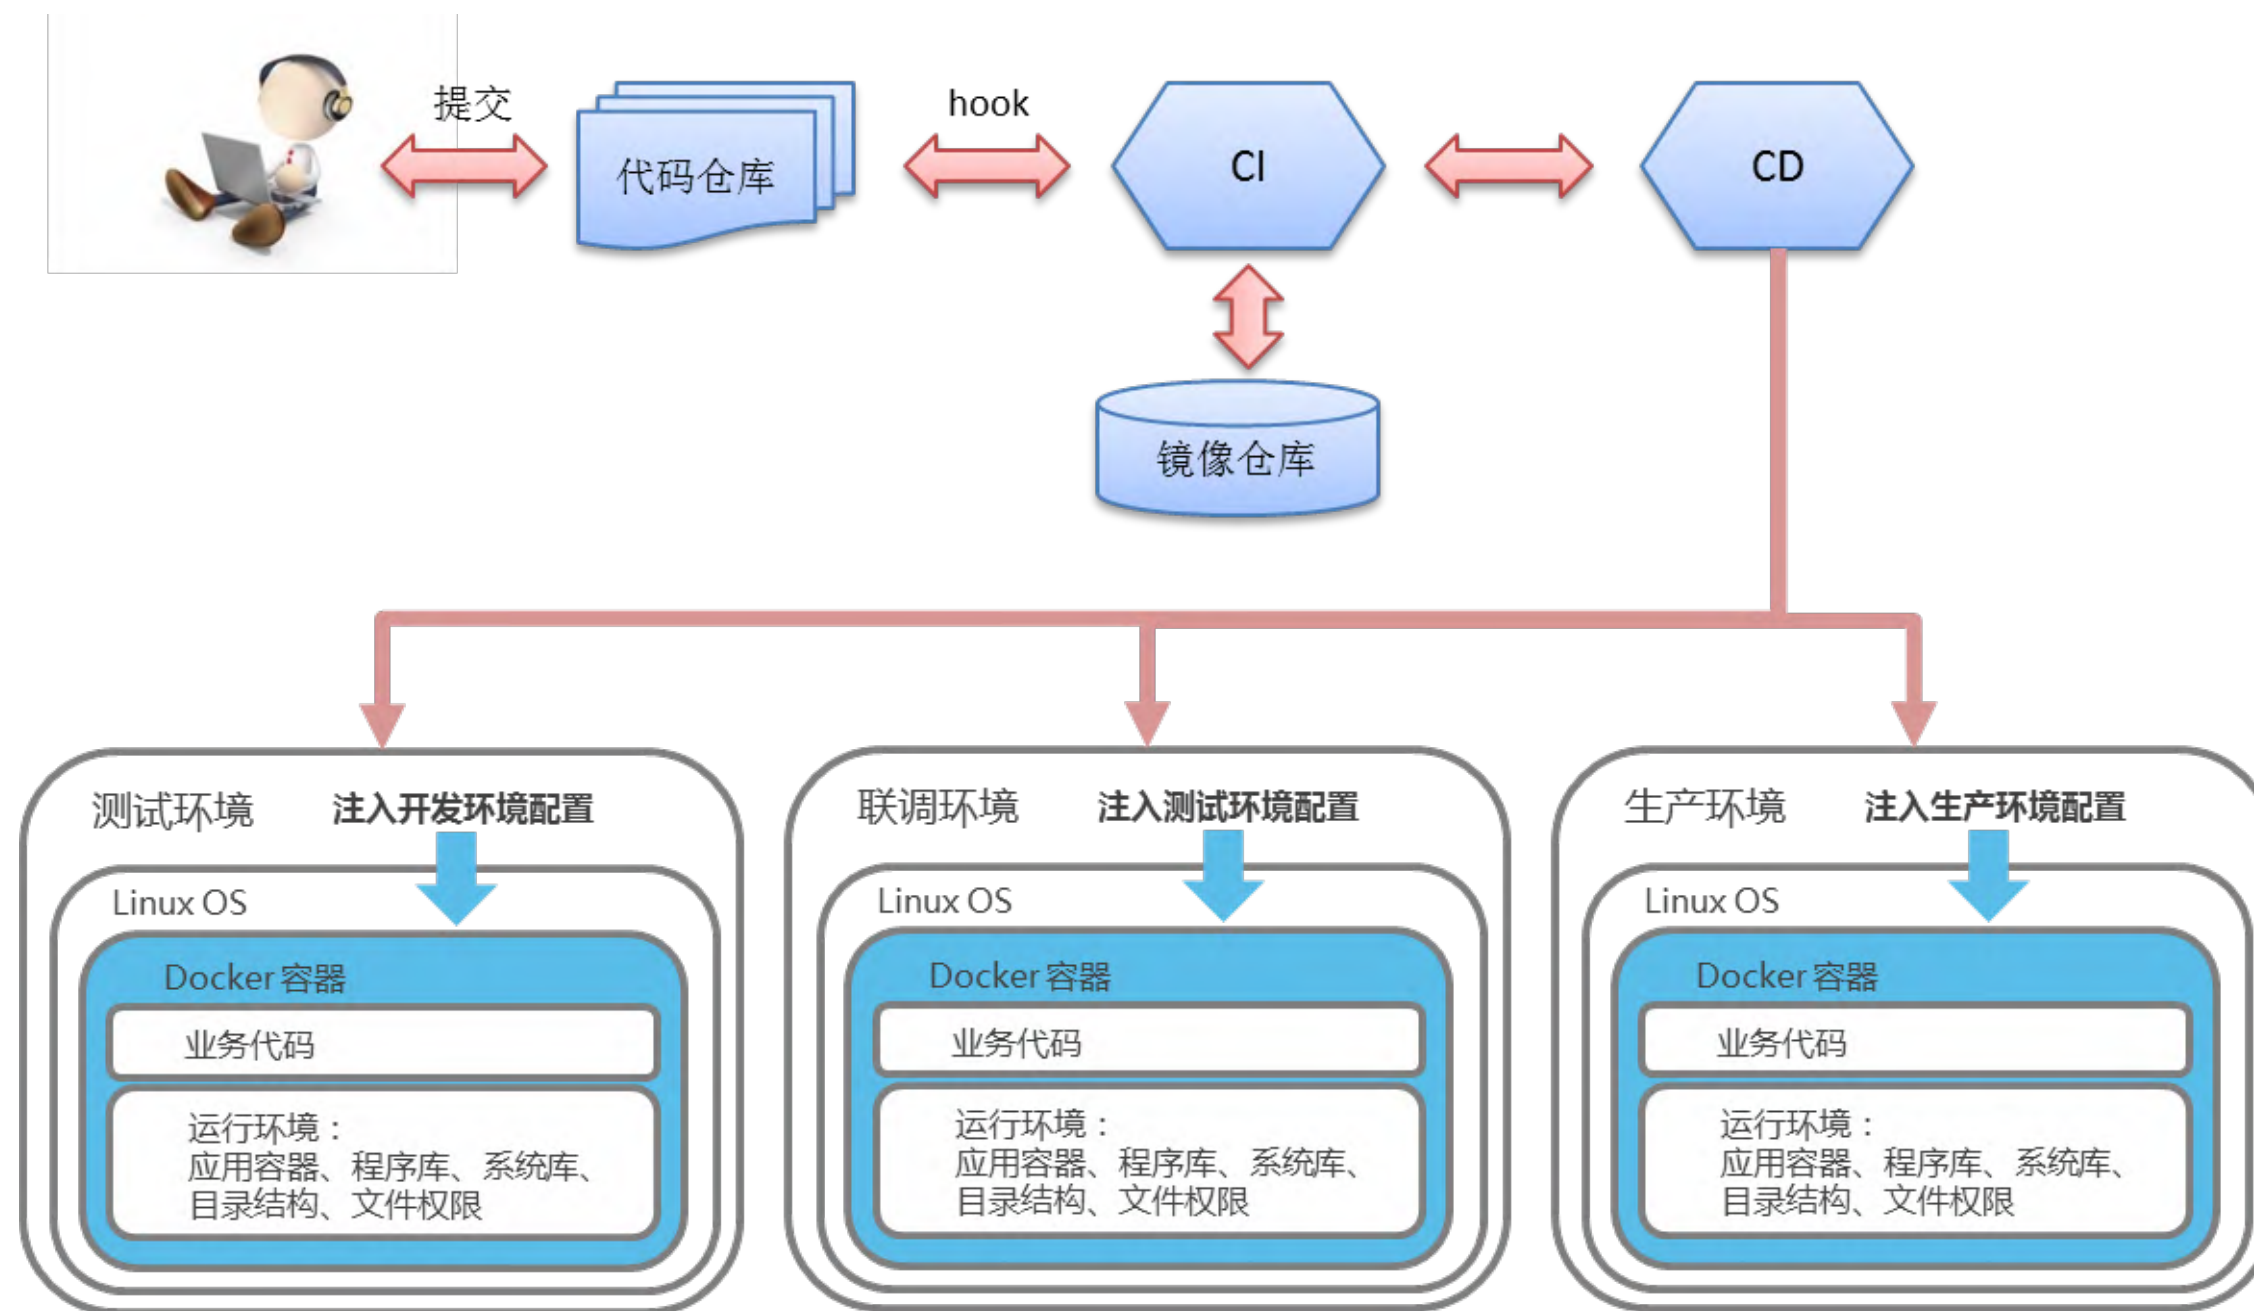 提交
代码仓库
hook
CI
CD
镜像仓库
测试环境
注入开发环境配置
Linux OS
Docker 容器
业务代码
运行环境：
应用容器、程序库、系统库、
目录结构、文件权限
联调环境
注入测试环境配置
Linux OS
Docker 容器
业务代码
运行环境：
应用容器、程序库、系统库、
目录结构、文件权限
生产环境
注入生产环境配置
Linux OS
Docker 容器
业务代码
运行环境：
应用容器、程序库、系统库、
目录结构、文件权限